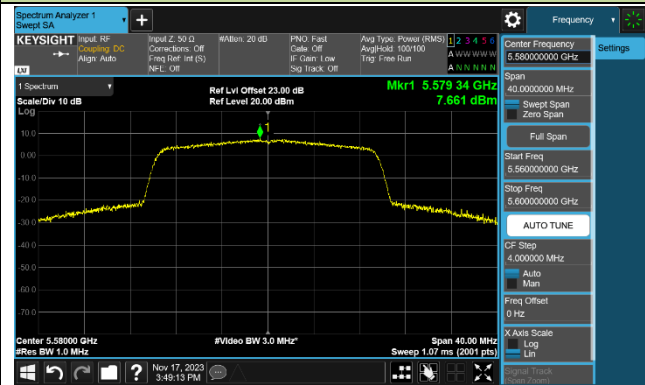 Spectrum Analyzer 1
Swept SA
Frequency
KEYSIGHT
Input: RF
Coupling: DC
Align: Auto
Input Z: 50 Ω
Corrections: Off
Freq Ref: Int (S)
NFE: Off
#Atten: 20 dB
PNO: Fast
Gate: Off
IF Gain: Low
Sig Track: Off
Avg Type: Power (RMS)
Avg|Hold: 100/100
Trig: Free Run
1 2 3 4 5 6
A W W W W W
A N N N N N
LXI
1 Spectrum
Scale/Div 10 dB
Log
Ref Lvl Offset 23.00 dB
Ref Level 20.00 dBm
Mkr1 5.579 34 GHz
7.661 dBm
1
10.0
0.00
-10.0
-20.0
-30.0
-40.0
-50.0
-60.0
-70.0
Center 5.58000 GHz
#Res BW 1.0 MHz
#Video BW 3.0 MHz*
Span 40.00 MHz
Sweep 1.07 ms (2001 pts)
Nov 17, 2023
3:49:13 PM
Center Frequency
5.580000000 GHz
Settings
Span
40.0000000 MHz
Swept Span
Zero Span
Full Span
Start Freq
5.560000000 GHz
Stop Freq
5.600000000 GHz
AUTO TUNE
CF Step
4.000000 MHz
Auto
Man
Freq Offset
0 Hz
X Axis Scale
Log
Lin
Signal Track
(Span Zoom)